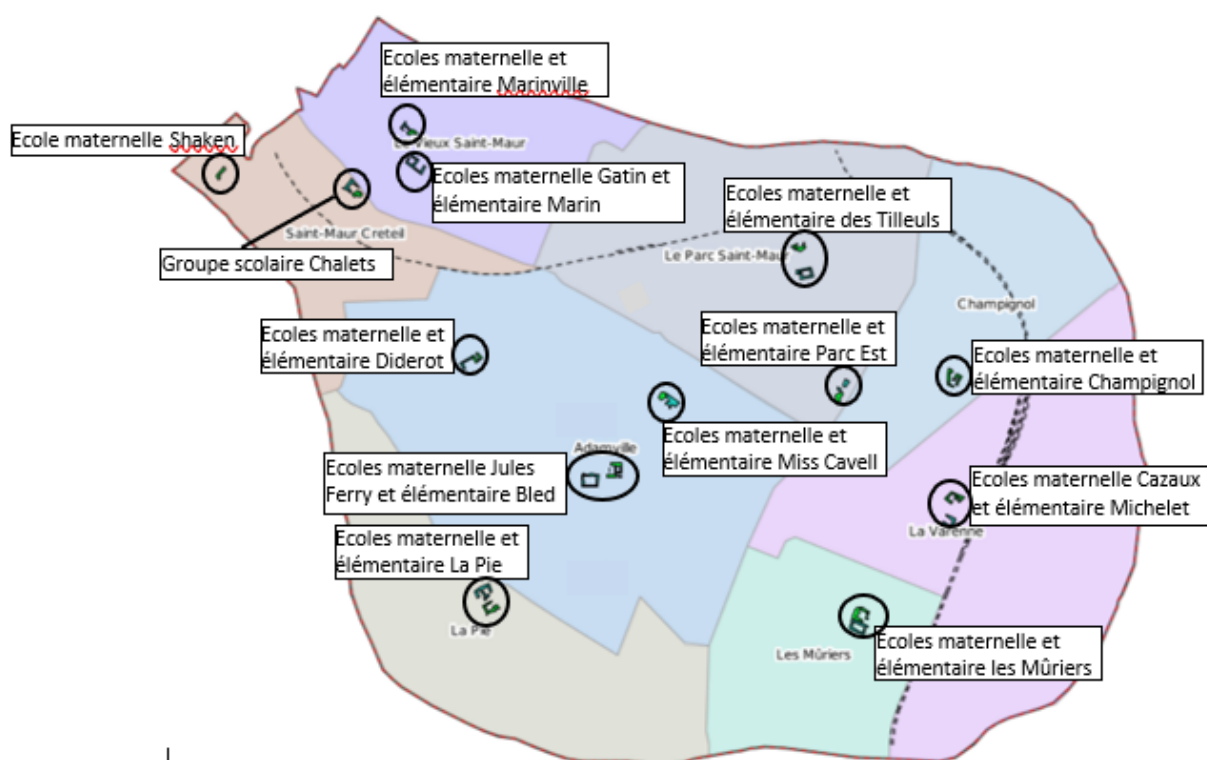 Ecoles maternelle et
élémentaire Marinville
Ecole maternelle Shaken
Le Vieux Saint-Maur
Ecoles maternelle Gatin et
élémentaire Marin
Ecoles maternelle et
élémentaire des Tilleuls
Saint-Maur Créteil
Groupe scolaire Chalets
Le Parc Saint-Maur
Champignol
Ecoles maternelle et
élémentaire Diderot
Ecoles maternelle et
élémentaire Parc Est
Ecoles maternelle et
élémentaire Champignol
Ecoles maternelle et
élémentaire Miss Cavell
Adamville
Ecoles maternelle Jules
Ferry et élémentaire Bled
Ecoles maternelle Cazaux
et élémentaire Michelet
La Varenne
Ecoles maternelle et
élémentaire La Pie
La Pie
Les Mûriers
Ecoles maternelle et
élémentaire les Mûriers